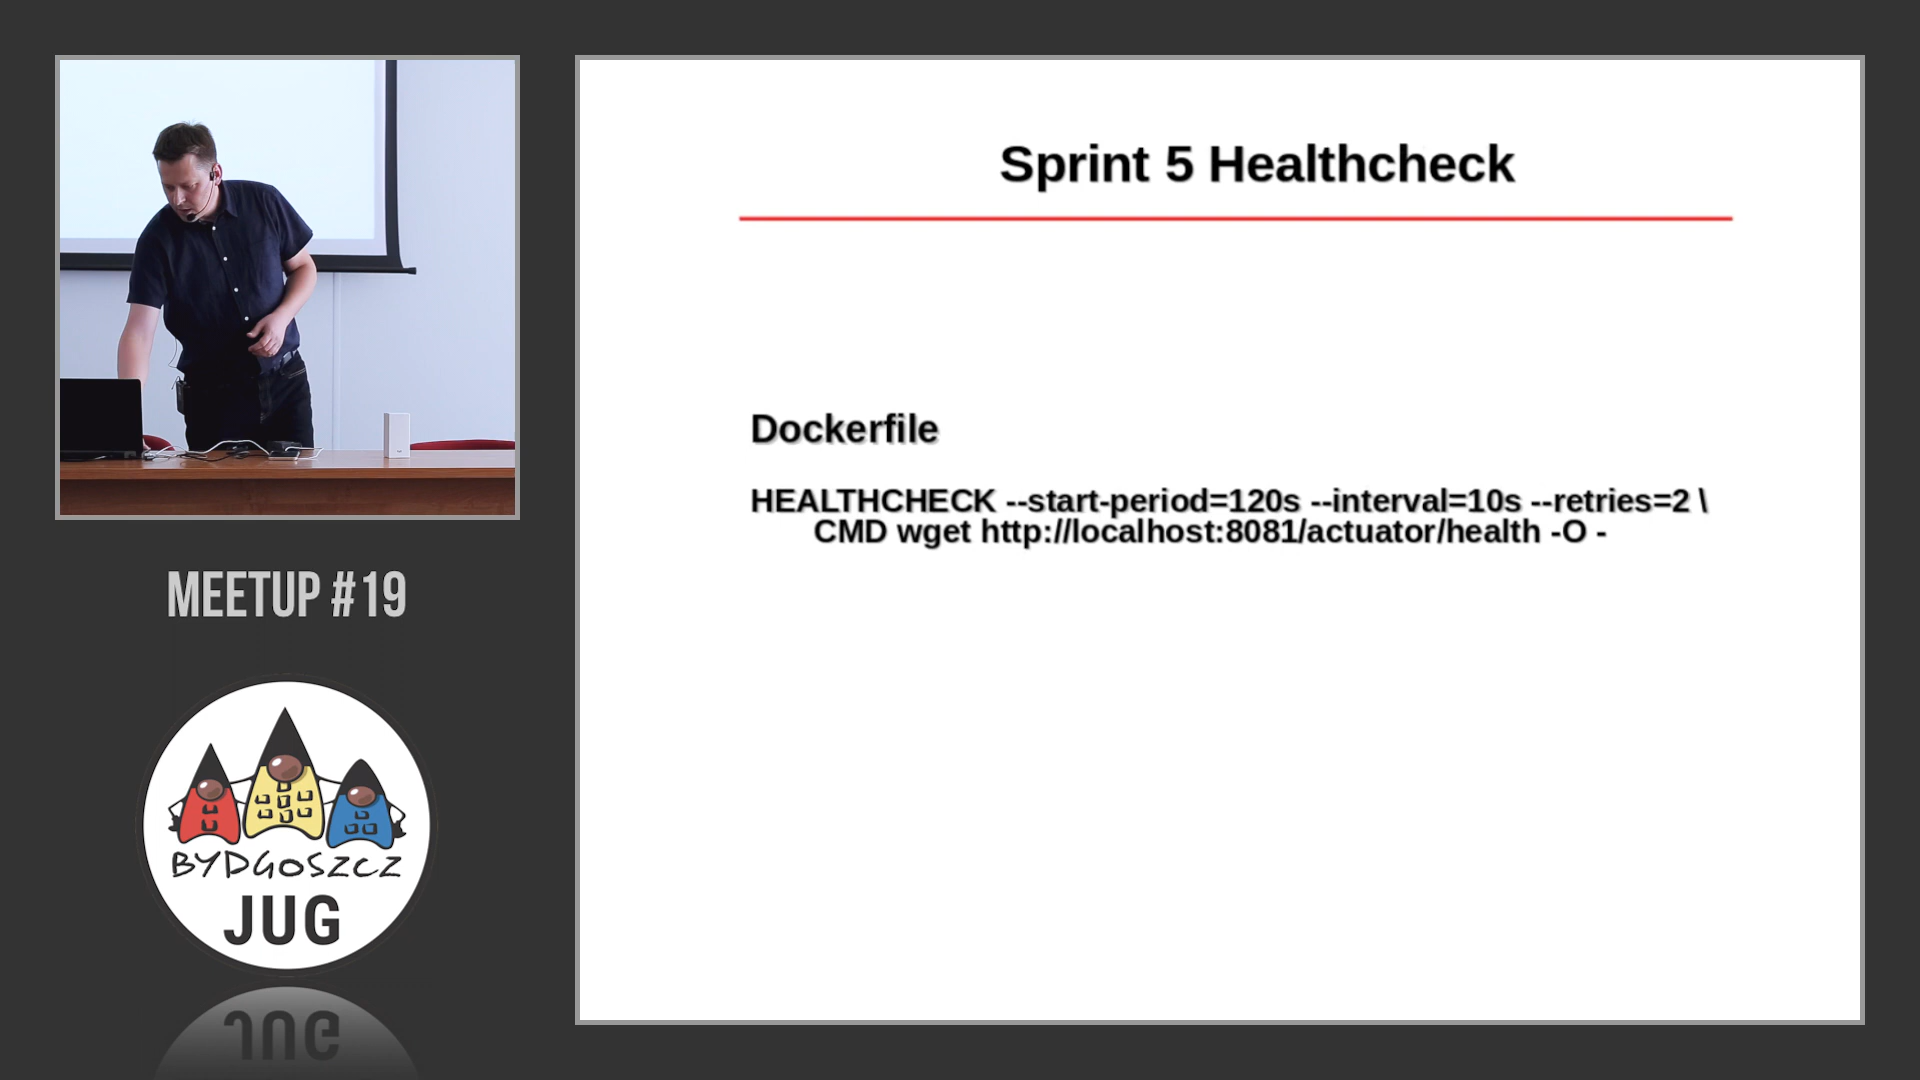 Sprint 5 Healthcheck
Dockerfile
HEALTHCHECK --start-period=120s --interval=10s --retries=2 \
CMD wget http://localhost:8081/actuator/health -O -
MEETUP #19
BYDGOSZCZ
JUG